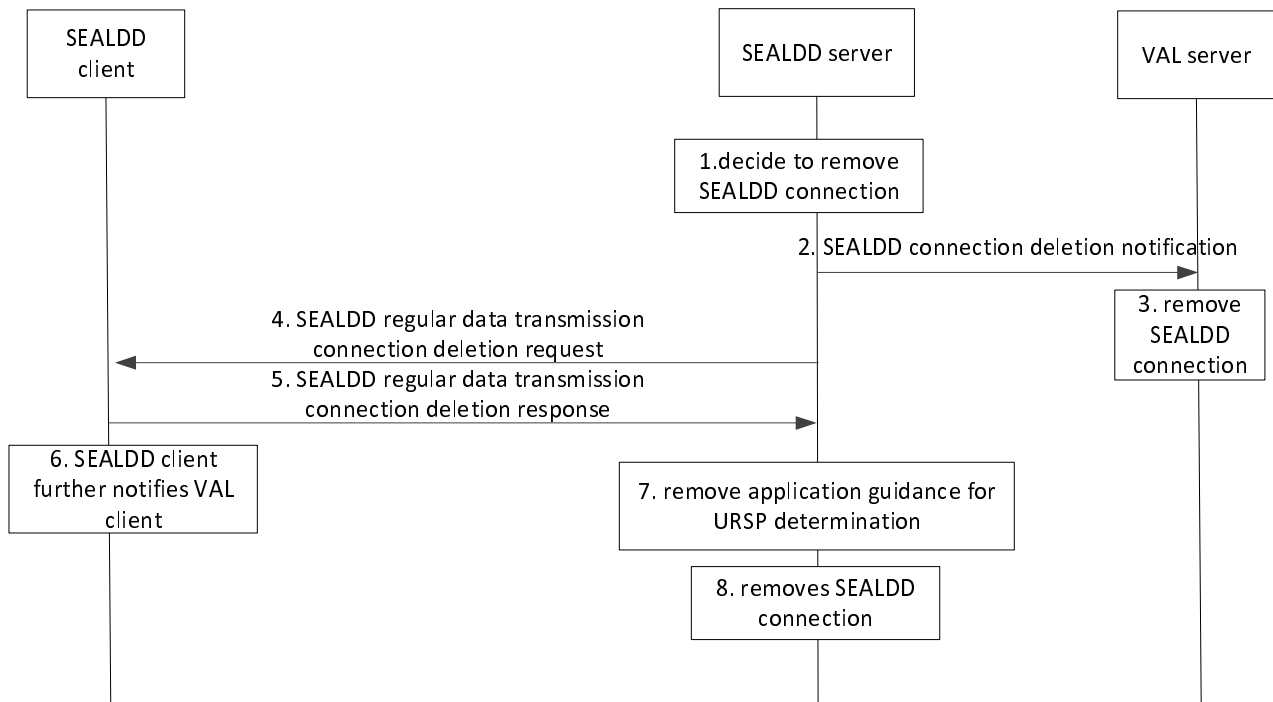 SEALDD
client
SEALDD server
VAL server
1.decide to remove
SEALDD connection
2. SEALDD connection deletion notification
3. remove
SEALDD
connection
4. SEALDD regular data transmission
connection deletion request
5. SEALDD regular data transmission
connection deletion response
6. SEALDD client
further notifies VAL
client
7. remove application guidance for
URSP determination
8. removes SEALDD
connection